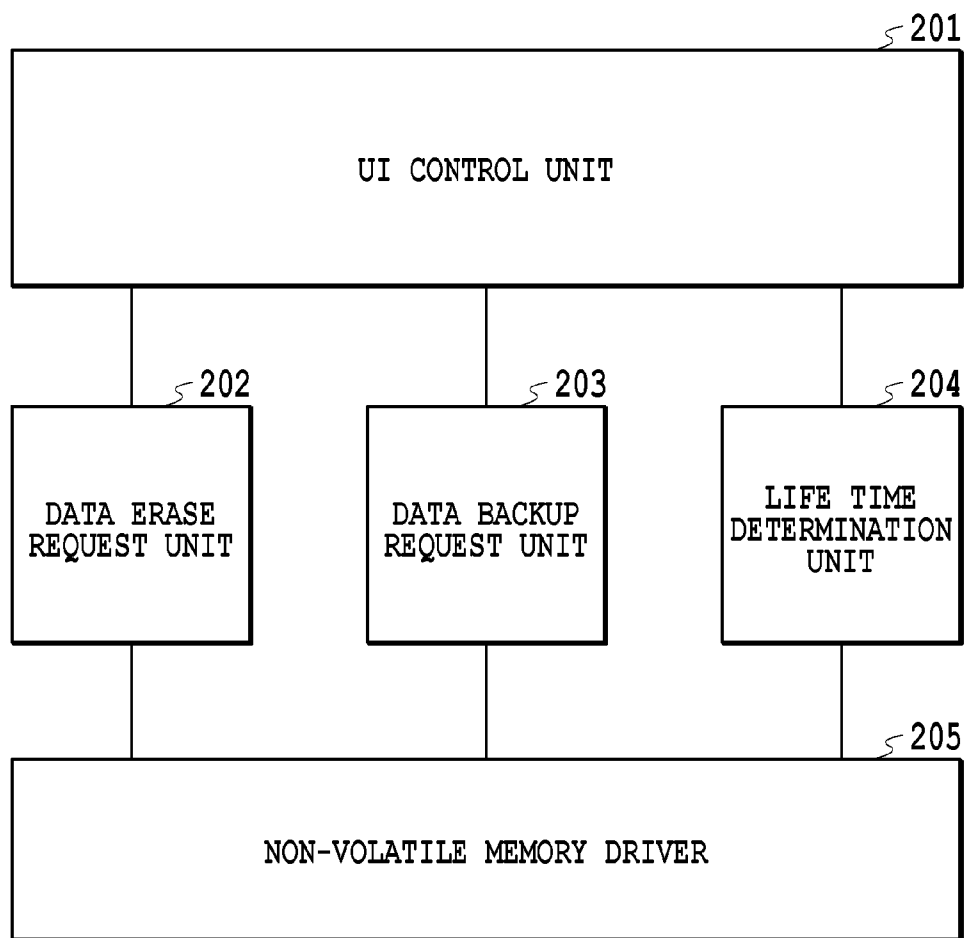 201
UI CONTROL UNIT
202
203
204
DATA ERASE
REQUEST UNIT
DATA BACKUP
REQUEST UNIT
LIFE TIME
DETERMINATION
UNIT
205
NON-VOLATILE MEMORY DRIVER